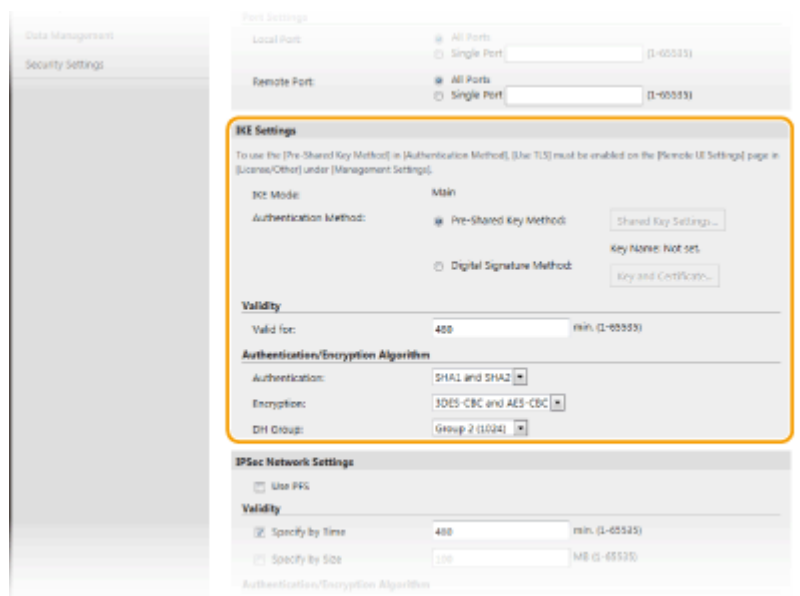 Port Settings
Data Management
Local Port:
All Ports
Single Port
(1-65535)
Security Settings
Remote Port:
All Ports
Single Port
(1-65535)
IKE Settings
To use the [Pre-Shared Key Method] in [Authentication Method], [Use TLS] must be enabled on the [Remote UI Settings] page in
[License/Other] under [Management Settings].
IKE Mode:
Main
Authentication Method:
Pre-Shared Key Method:
Shared Key Settings...
Key Name: Not set.
Digital Signature Method:
Key and Certificate...
Validity
Valid for:
480
min. (1-65535)
Authentication/Encryption Algorithm
Authentication:
SHA1 and SHA2
Encryption:
3DES-CBC and AES-CBC
DH Group:
Group 2 (1024)
IPSec Network Settings
Use PFS
Validity
Specify by Time
480
min. (1-65535)
Specify by Size
100
MB (1-65535)
Authentication/Encryption Algorithm